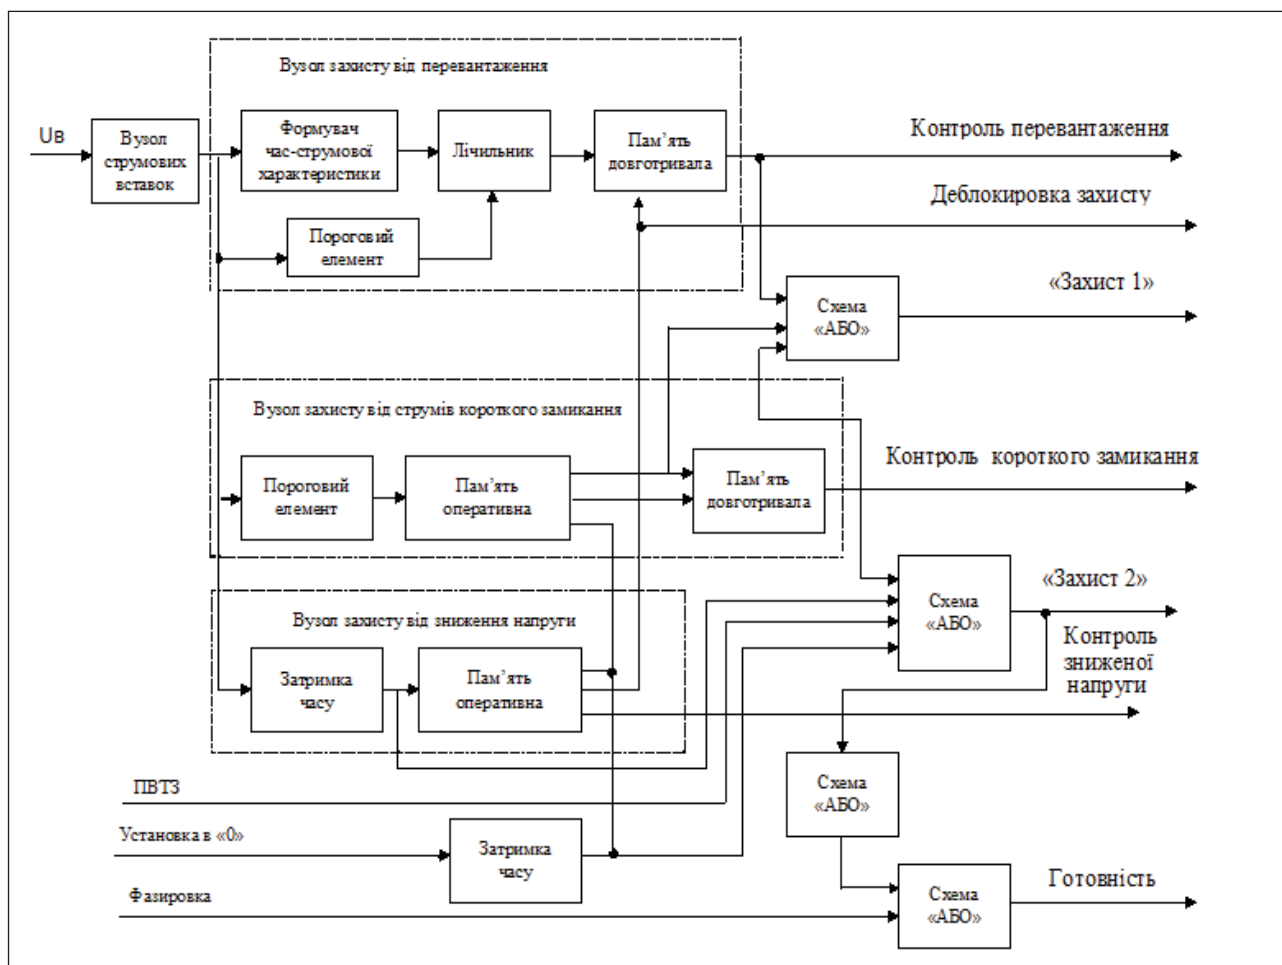 Вузол захисту від перевантаження
Uв
Вузол
струмових
вставок
Формувач
час-струмової
характеристики
Лічильник
Пам’ять
довготривала
Контроль перевантаження
Деблокировка захисту
Пороговий
елемент
«Захист 1»
Схема
«АБО»
Вузол захисту від струмів короткого замикання
Пороговий
елемент
Пам’ять
оперативна
Пам’ять
довготривала
Контроль короткого замикання
Вузол захисту від зниження напруги
Затримка
часу
Пам’ять
оперативна
Схема
«АБО»
«Захист 2»
Контроль
зниженої
напруги
ПВТЗ
Установка в «0»
Затримка
часу
Схема
«АБО»
Фазировка
Схема
«АБО»
Готовність